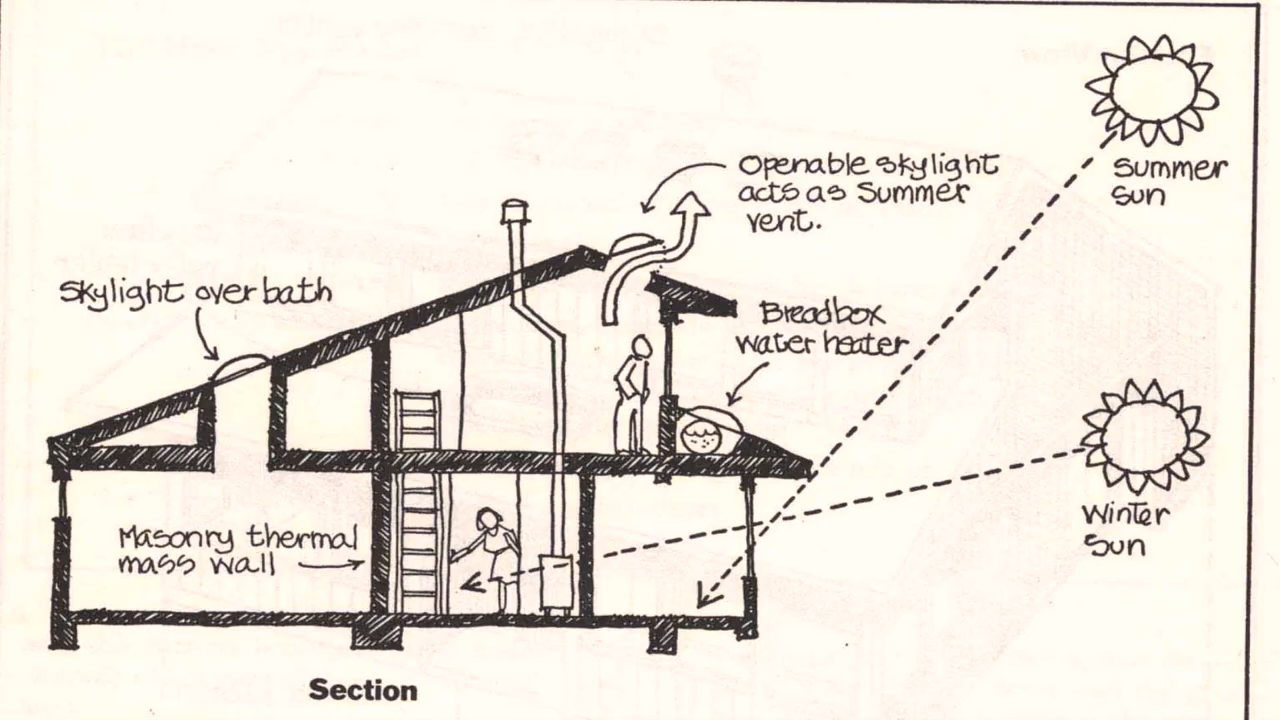 Summer
Sun
Openable skylight
acts as Summer
vent.
Skylight over bath
Breadbox
water heater
Masonry thermal
mass wall
Winter
Sun
Section